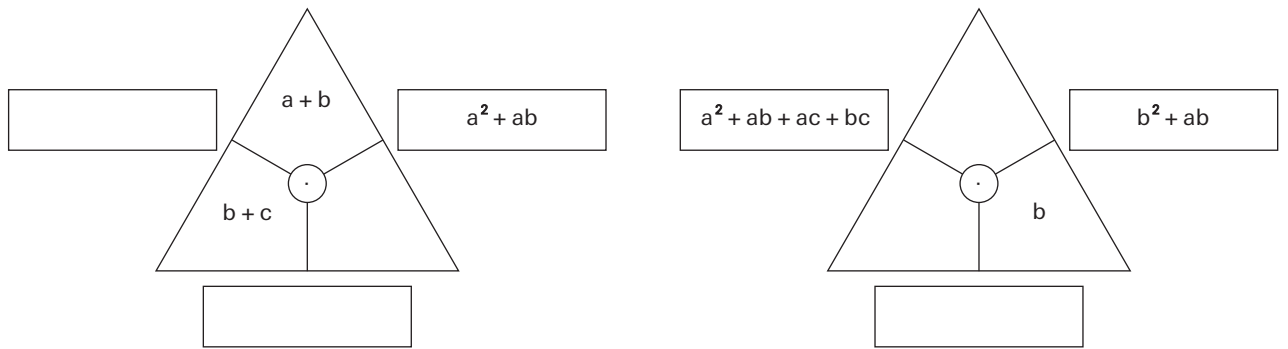 a + b
a² + ab
b + c
·
a² + ab + ac + bc
b² + ab
b
·